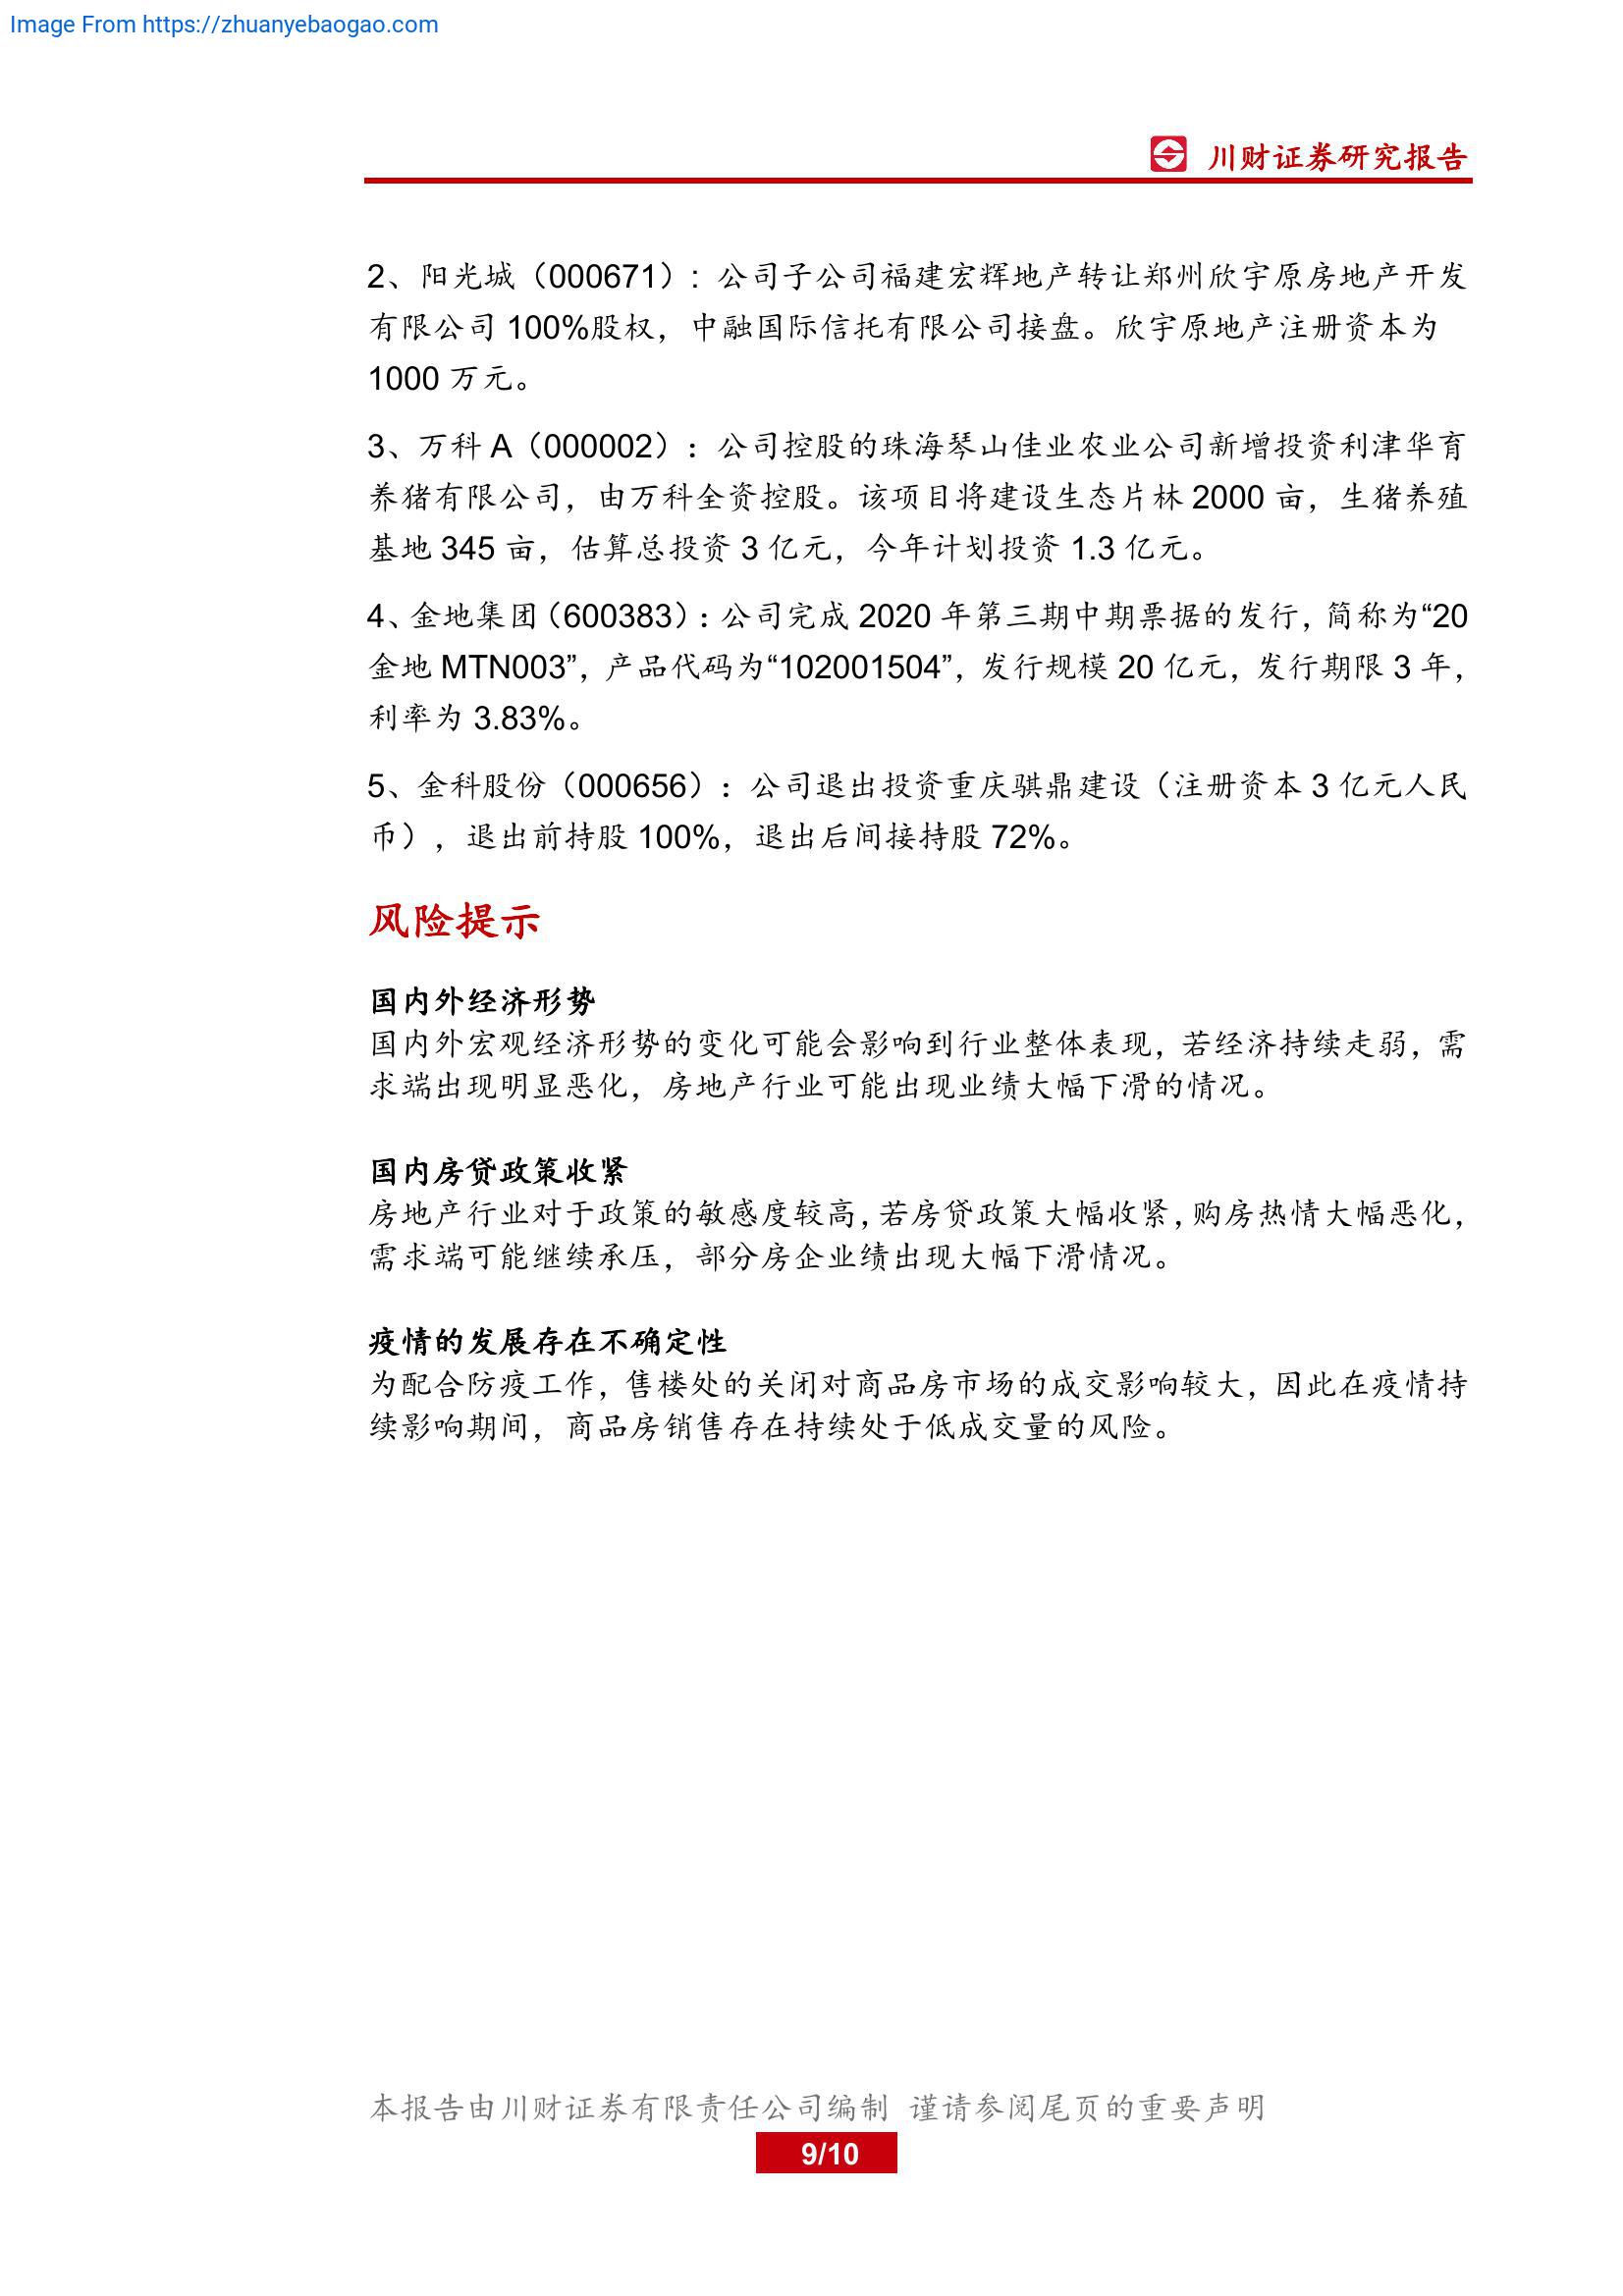 Image From https://zhuanyebaogao.com
川财证券研究报告
2、阳光城（000671）: 公司子公司福建宏辉地产转让郑州欣宇原房地产开发
有限公司 100%股权，中融国际信托有限公司接盘。欣宇原地产注册资本为
1000 万元。
3、万科 A（000002）：公司控股的珠海琴山佳业农业公司新增投资利津华育
养猪有限公司，由万科全资控股。该项目将建设生态片林 2000 亩，生猪养殖
基地 345 亩，估算总投资 3 亿元，今年计划投资 1.3 亿元。
4、金地集团（600383）：公司完成 2020 年第三期中期票据的发行，简称为“20
金地 MTN003”，产品代码为“102001504”，发行规模 20 亿元，发行期限 3 年，
利率为 3.83%。
5、金科股份（000656）：公司退出投资重庆骐鼎建设（注册资本 3 亿元人民
币），退出前持股 100%，退出后间接持股 72%。
风险提示
国内外经济形势
国内外宏观经济形势的变化可能会影响到行业整体表现，若经济持续走弱，需
求端出现明显恶化，房地产行业可能出现业绩大幅下滑的情况。
国内房贷政策收紧
房地产行业对于政策的敏感度较高，若房贷政策大幅收紧，购房热情大幅恶化，
需求端可能继续承压，部分房企业绩出现大幅下滑情况。
疫情的发展存在不确定性
为配合防疫工作，售楼处的关闭对商品房市场的成交影响较大，因此在疫情持
续影响期间，商品房销售存在持续处于低成交量的风险。
本报告由川财证券有限责任公司编制 谨请参阅尾页的重要声明
9/10